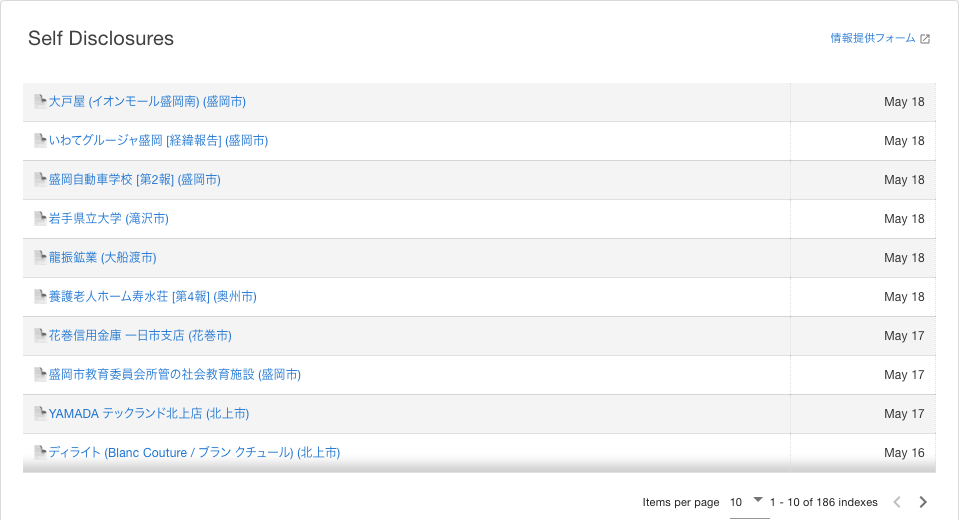 Self Disclosures
情報提供フォーム
大戸屋 (イオンモール盛岡南) (盛岡市) May 18
いわてグルージャ盛岡 [経緯報告] (盛岡市) May 18
盛岡自動車学校 [第2報] (盛岡市) May 18
岩手県立大学 (滝沢市) May 18
龍振鉱業 (大船渡市) May 18
養護老人ホーム寿水荘 [第4報] (奥州市) May 18
花巻信用金庫 一日市支店 (花巻市) May 17
盛岡市教育委員会所管の社会教育施設 (盛岡市) May 17
YAMADA テックランド北上店 (北上市) May 17
ディライト (Blanc Couture / ブラン クチュール) (北上市) May 16
Items per page 10 1 - 10 of 186 indexes